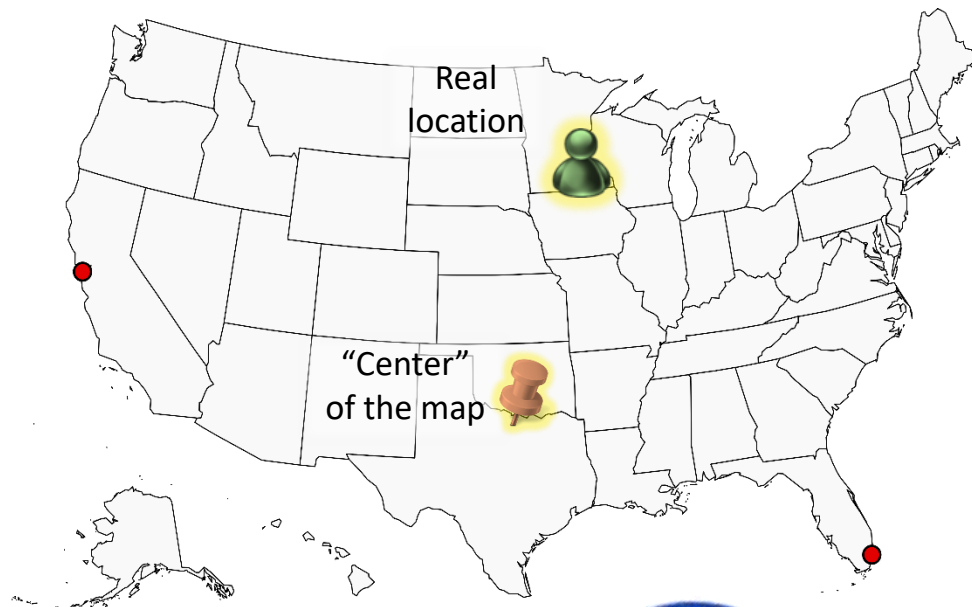 Real
location
“Center”
of the map